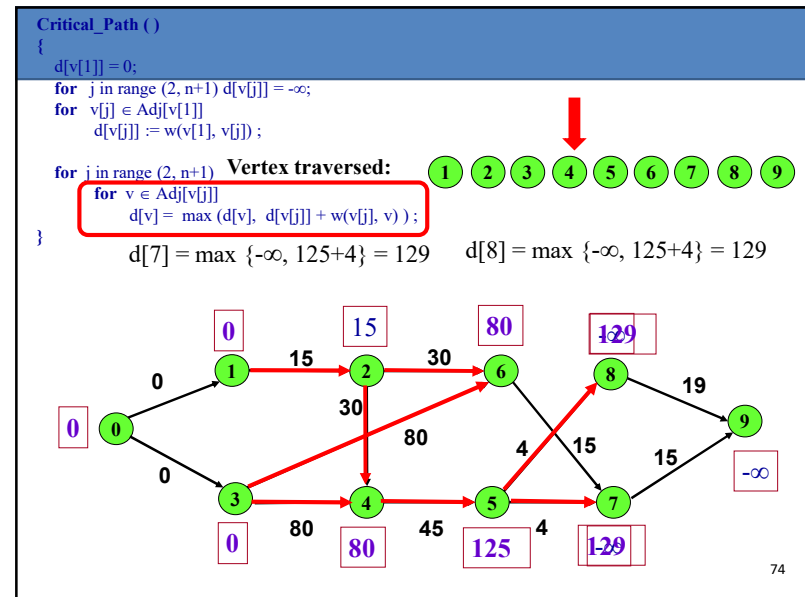 Critical_Path ( )
{
d[v[1]] = 0;
for j in range (2, n+1) d[v[j]] = -∞;
for v[j] ∈ Adj[v[1]]
d[v[j]] := w(v[1], v[j]) ;
for j in range (2, n+1) Vertex traversed: 1 2 3 4 5 6 7 8 9
for v ∈ Adj[v[j]]
d[v] = max (d[v], d[v[j]] + w(v[j], v) ) ;
}
d[7] = max {-∞, 125+4} = 129 d[8] = max {-∞, 125+4} = 129
0 15 80 129
15 30
1 2 6 8
0 19
30
0 0 80 4 15 15 9
0 -∞
3 4 5 7
80 45 4
0 80 125 129
74